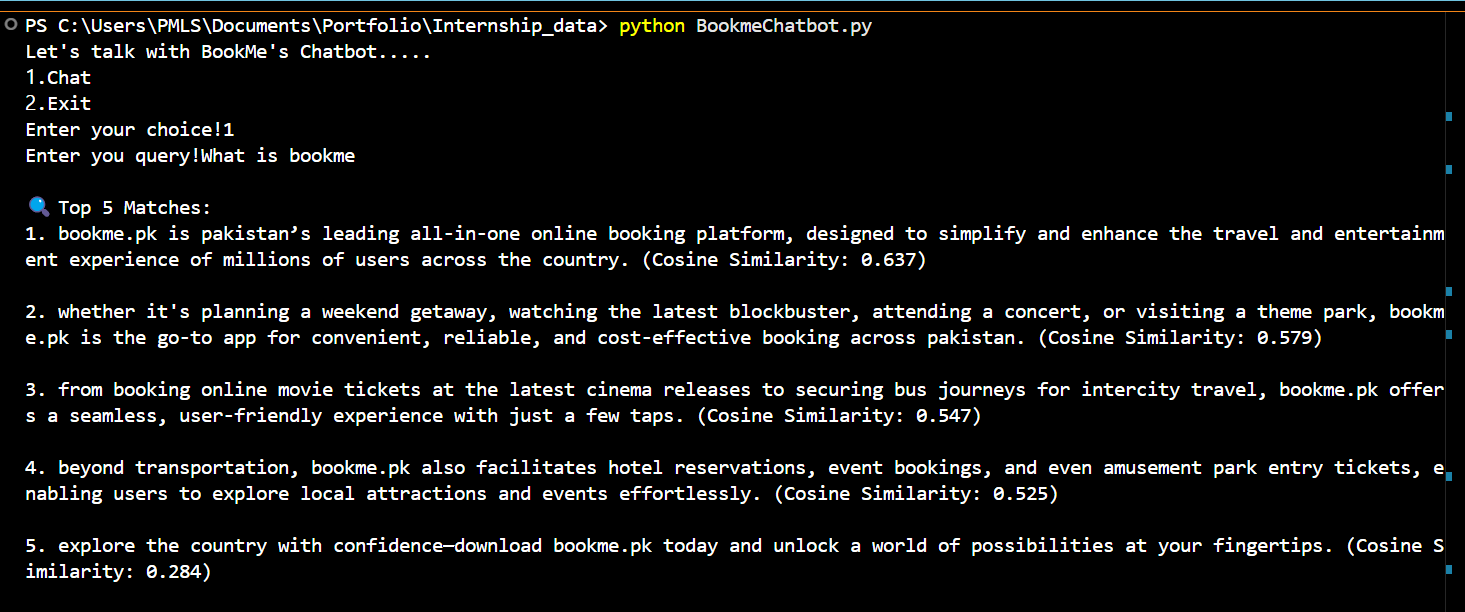 PS C:\Users\PMLS\Documents\Portfolio\Internship_data> python BookmeChatbot.py
Let's talk with BookMe's Chatbot.....
1.Chat
2.Exit
Enter your choice!1
Enter you query!What is bookme
🔍 Top 5 Matches:
1. bookme.pk is pakistan’s leading all-in-one online booking platform, designed to simplify and enhance the travel and entertainm
ent experience of millions of users across the country. (Cosine Similarity: 0.637)
2. whether it's planning a weekend getaway, watching the latest blockbuster, attending a concert, or visiting a theme park, bookm
e.pk is the go-to app for convenient, reliable, and cost-effective booking across pakistan. (Cosine Similarity: 0.579)
3. from booking online movie tickets at the latest cinema releases to securing bus journeys for intercity travel, bookme.pk offer
s a seamless, user-friendly experience with just a few taps. (Cosine Similarity: 0.547)
4. beyond transportation, bookme.pk also facilitates hotel reservations, event bookings, and even amusement park entry tickets, e
nabling users to explore local attractions and events effortlessly. (Cosine Similarity: 0.525)
5. explore the country with confidence—download bookme.pk today and unlock a world of possibilities at your fingertips. (Cosine S
imilarity: 0.284)